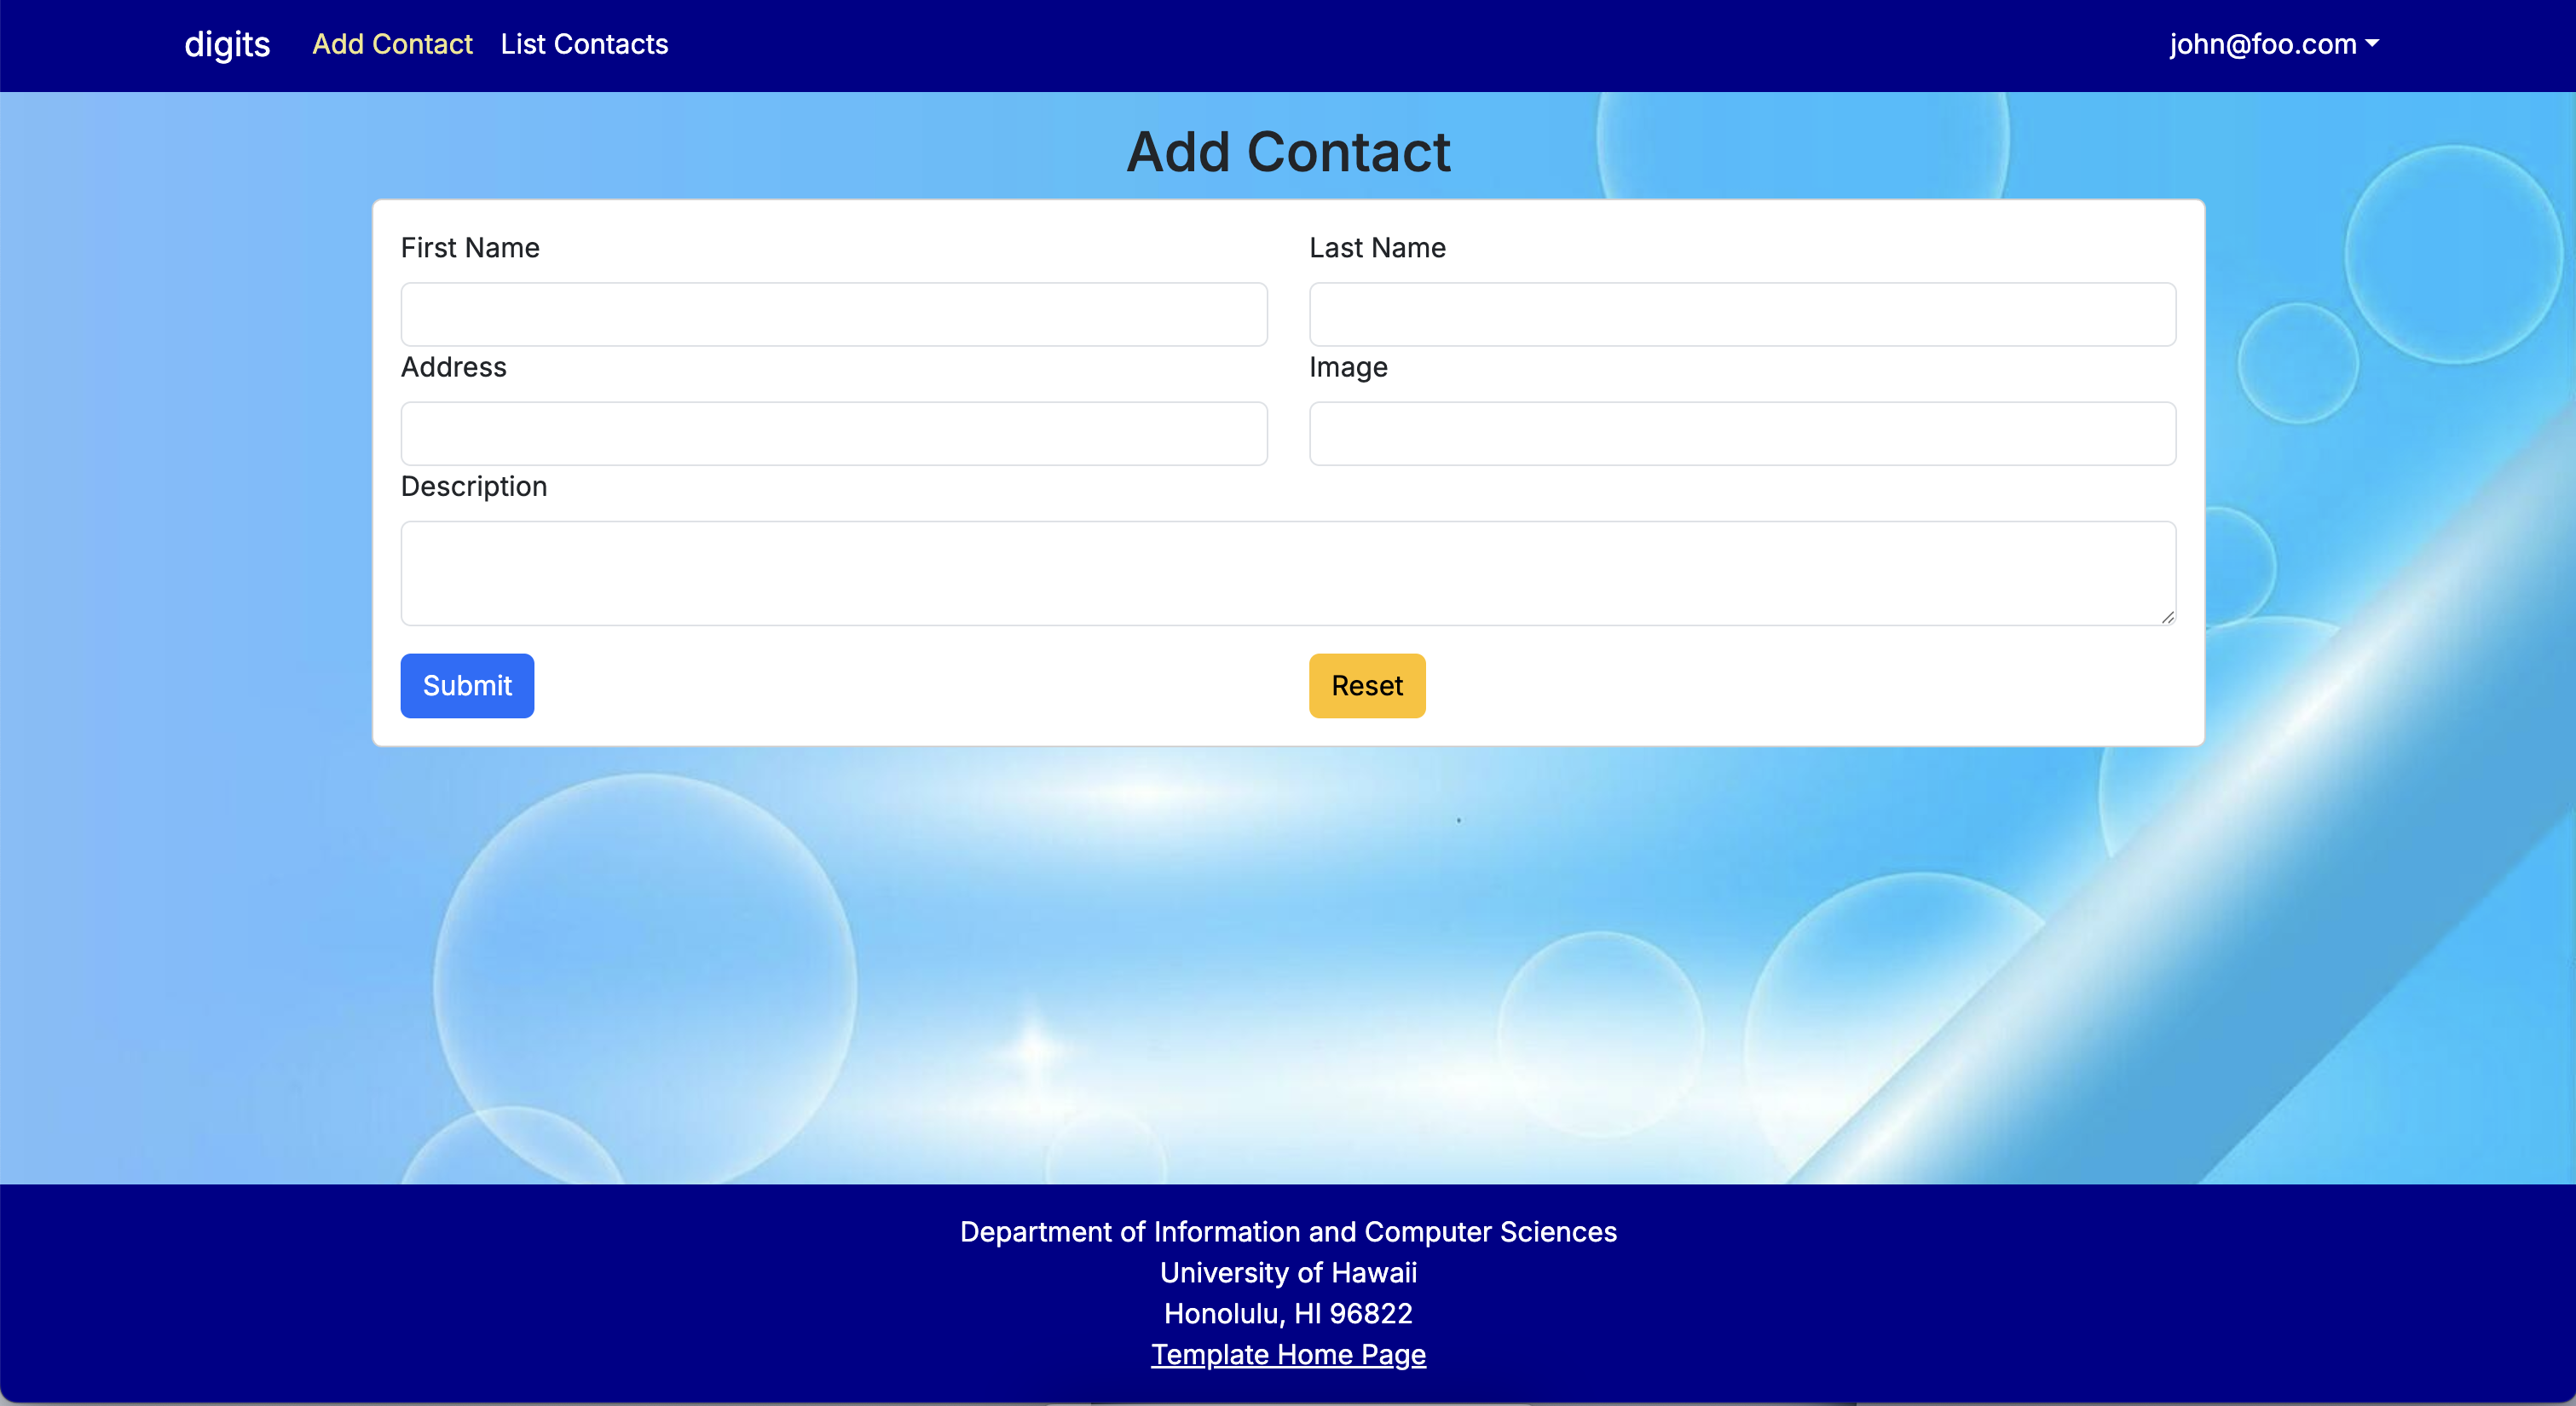 digits Add Contact List Contacts john@foo.com
Add Contact
First Name Last Name
Address Image
Description
Submit Reset
Department of Information and Computer Sciences
University of Hawaii
Honolulu, HI 96822
Template Home Page